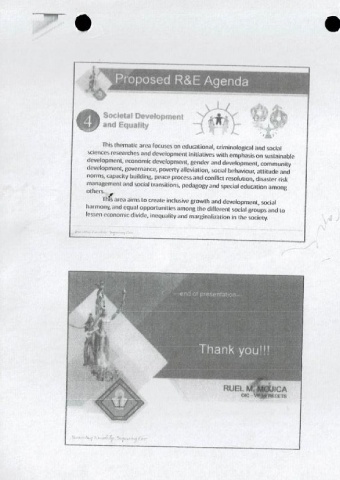 Proposed R&E Agenda
4
Societal Development
and Equality
This thematic area focuses on educational, criminological and social
sciences researches and development initiatives with emphasis on sustainable
development, economic development, gender and development, community
development, governance, poverty alleviation, social behaviour, attitude and
norms, capacity building, peace process and conflict resolution, disaster risk
management and social transitions, pedagogy and special education among
others.
This area aims to create inclusive growth and development, social
harmony, and equal opportunities among the different social groups and to
lessen economic divide, inequality and marginalization in the society.
---end of presentation---
Thank you!!!
RUEL M. MOJICA